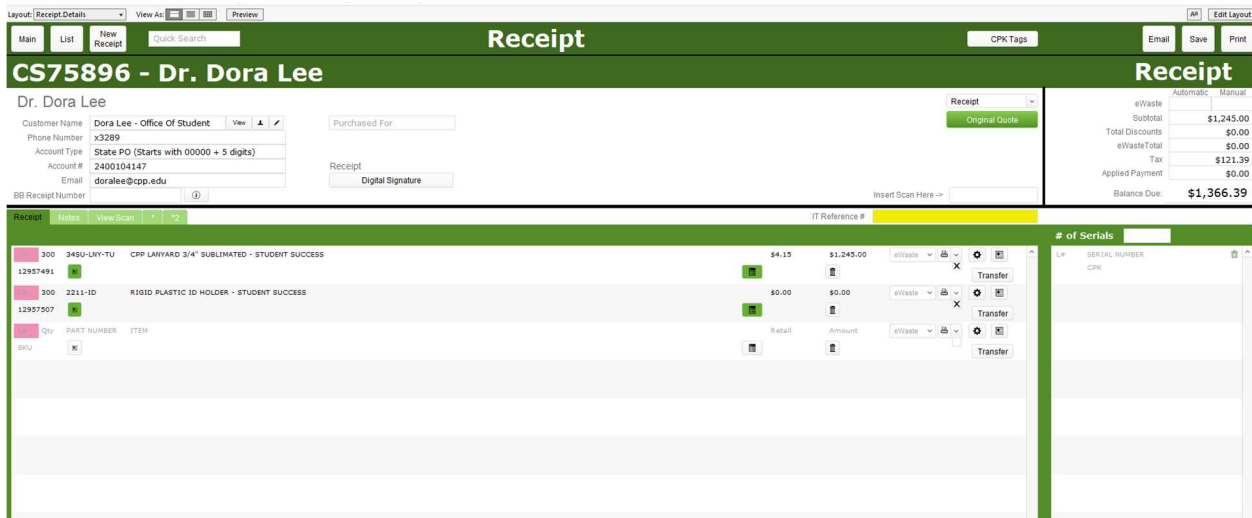 Layout: Receipt.Details View As: Preview Aª Edit Layout
Main List New Receipt Quick Search Receipt CPK Tags Email Save Print
CS75896 - Dr. Dora Lee Receipt
Dr. Dora Lee Receipt Automatic Manual
eWaste
Customer Name Dora Lee - Office Of Student View Purchased For Original Quote Subtotal $1,245.00
Phone Number x3289 Total Discounts $0.00
Account Type State PO (Starts with 00000 + 5 digits) eWasteTotal $0.00
Account # 2400104147 Receipt Tax $121.39
Email doralee@cpp.edu Digital Signature Applied Payment $0.00
BB Receipt Number Insert Scan Here -> Balance Due: $1,366.39
Receipt Notes View Scan * *2 IT Reference #
# of Serials
300 34SU-LNY-TU CPP LANYARD 3/4" SUBLIMATED - STUDENT SUCCESS $4.15 $1,245.00 eWaste L# SERIAL NUMBER
12957491 X Transfer CPK
300 2211-ID RIGID PLASTIC ID HOLDER - STUDENT SUCCESS $0.00 $0.00 eWaste
12957507 X Transfer
Qty PART NUMBER ITEM Retail Amount eWaste
SKU Transfer